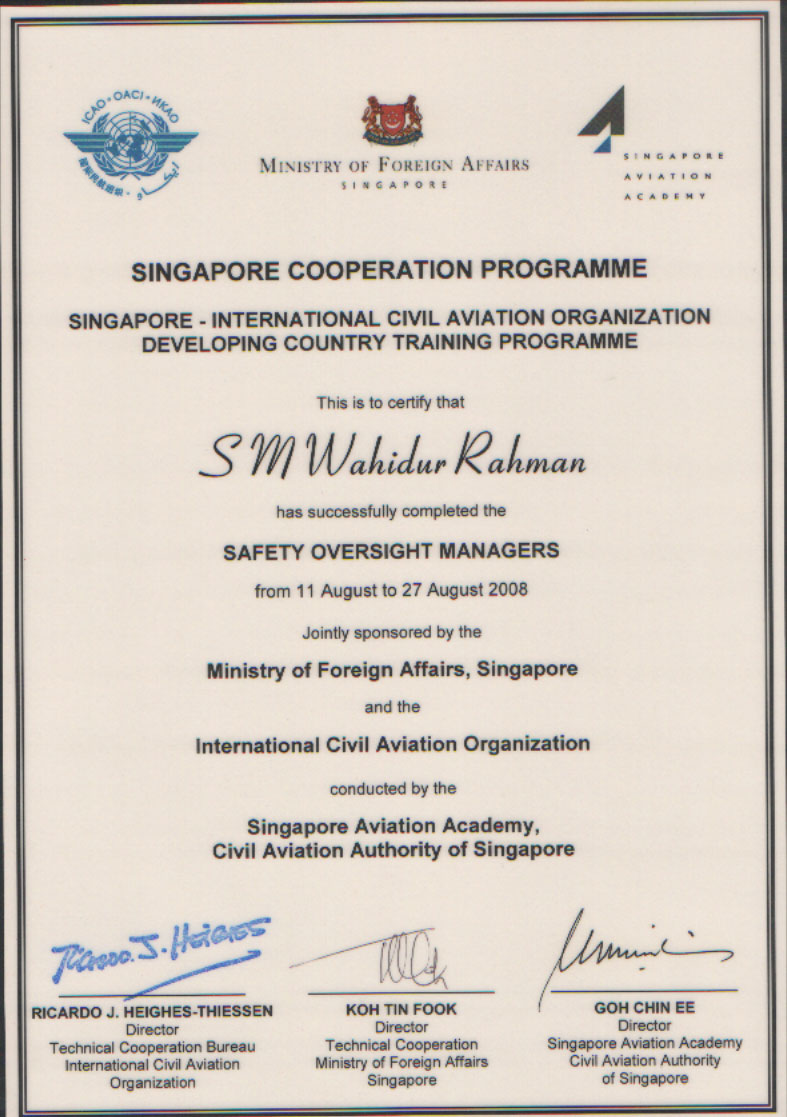 ICAO · OACI · ИКАО
MINISTRY OF FOREIGN AFFAIRS
SINGAPORE
SINGAPORE
AVIATION
ACADEMY
SINGAPORE COOPERATION PROGRAMME
SINGAPORE - INTERNATIONAL CIVIL AVIATION ORGANIZATION
DEVELOPING COUNTRY TRAINING PROGRAMME
This is to certify that
S M Wahidur Rahman
has successfully completed the
SAFETY OVERSIGHT MANAGERS
from 11 August to 27 August 2008
Jointly sponsored by the
Ministry of Foreign Affairs, Singapore
and the
International Civil Aviation Organization
conducted by the
Singapore Aviation Academy,
Civil Aviation Authority of Singapore
RICARDO J. HEIGHES-THIESSEN
Director
Technical Cooperation Bureau
International Civil Aviation
Organization
KOH TIN FOOK
Director
Technical Cooperation
Ministry of Foreign Affairs
Singapore
GOH CHIN EE
Director
Singapore Aviation Academy
Civil Aviation Authority
of Singapore